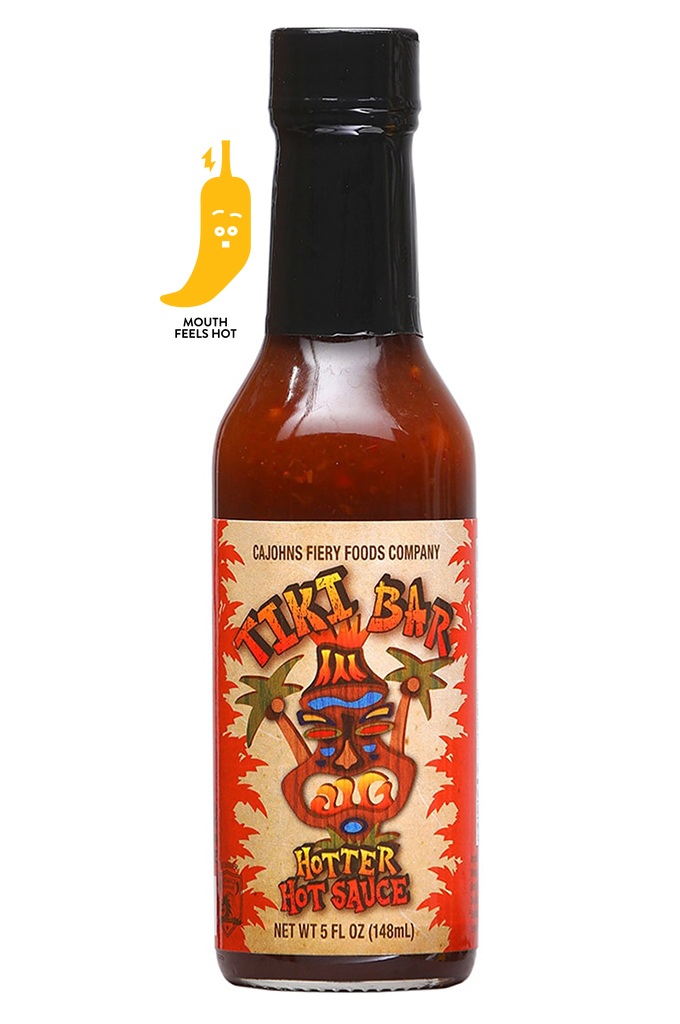 MOUTH
FEELS HOT
CAJOHNS FIERY FOODS COMPANY
TIKI BAR
HOTTER
HOT SAUCE
NET WT 5 FL OZ (148mL)